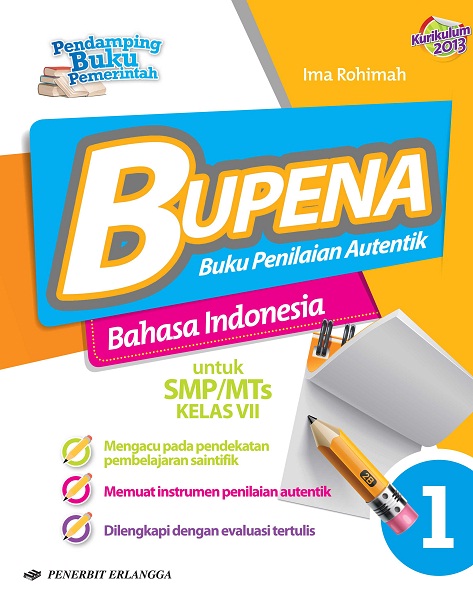 Pendamping
Buku
Pemerintah
Kurikulum
2013
Ima Rohimah
BUPENA
Buku Penilaian Autentik
Bahasa Indonesia
untuk
SMP/MTs
KELAS VII
Mengacu pada pendekatan
pembelajaran saintifik
Memuat instrumen penilaian autentik
Dilengkapi dengan evaluasi tertulis
2B
1
PENERBIT ERLANGGA